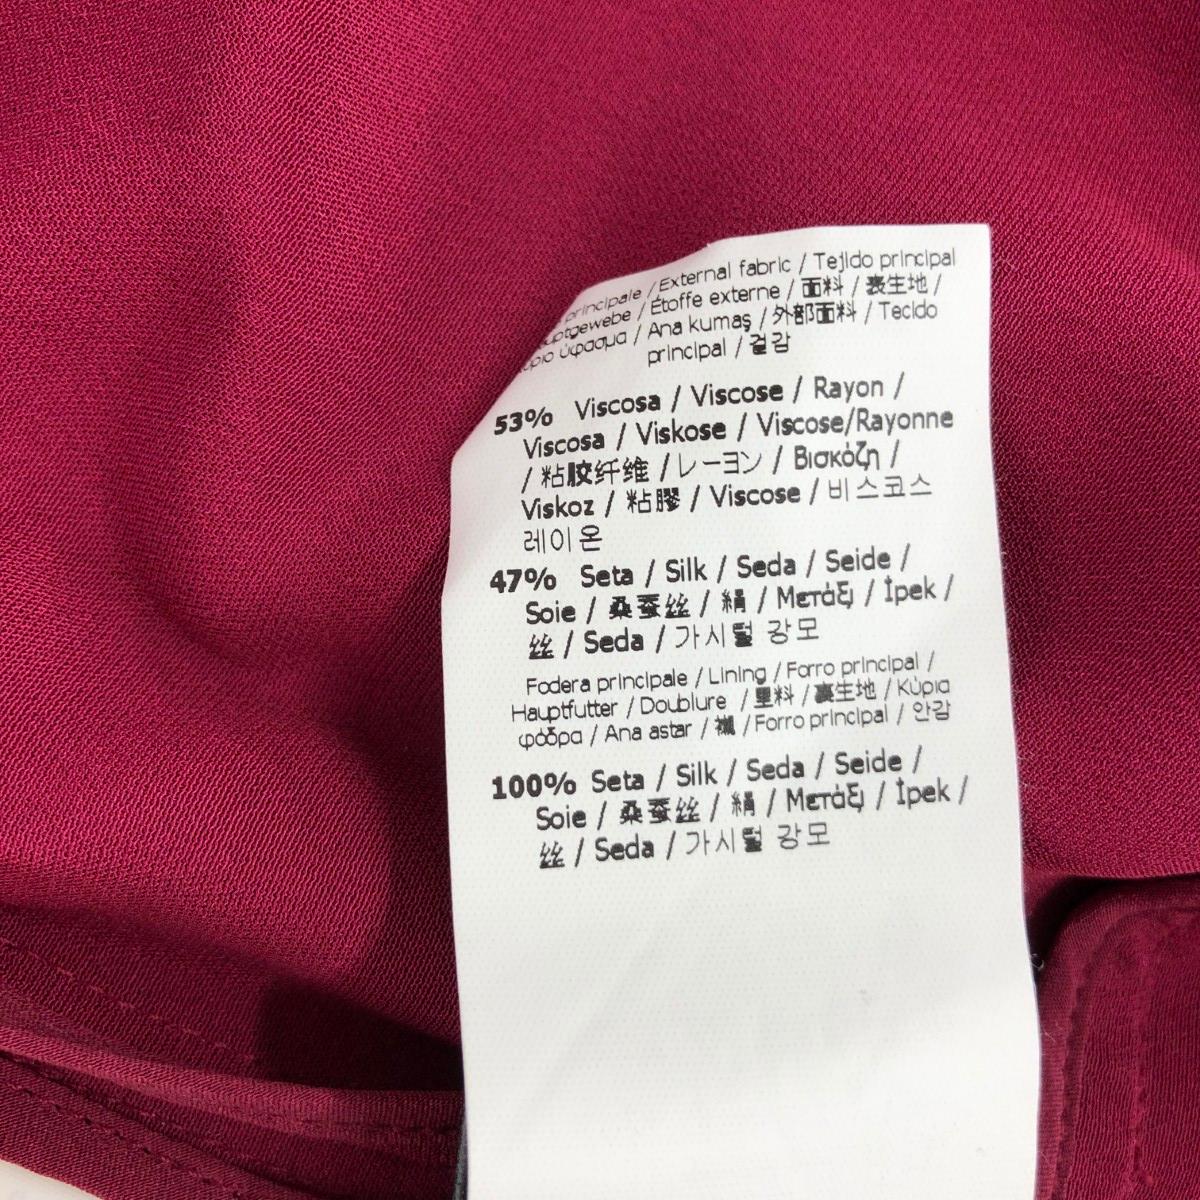 principale / External fabric / Tejido principal
/ Étoffe externe / 面料 / 表生地 /
ύφασμα / Ana kumaş / 外部面料 / Tecido
principal / 겉감
53% Viscosa / Viscose / Rayon /
Viscosa / Viskose / Viscose/Rayonne
/ 粘胶纤维 / レーヨン / Βισκόζη /
Viskoz / 粘膠 / Viscose / 비스코스
레이온
47% Seta / Silk / Seda / Seide /
Soie / 桑蚕丝 / 絹 / Μετάξι / İpek /
丝 / Seda / 가시털 강모
Fodera principale / Lining / Forro principal /
Hauptfutter / Doublure / 里料 / 裏生地 / Κύρια
φόδρα / Ana astar / 襯 / Forro principal / 안감
100% Seta / Silk / Seda / Seide /
Soie / 桑蚕丝 / 絹 / Μετάξι / İpek /
丝 / Seda / 가시털 강모